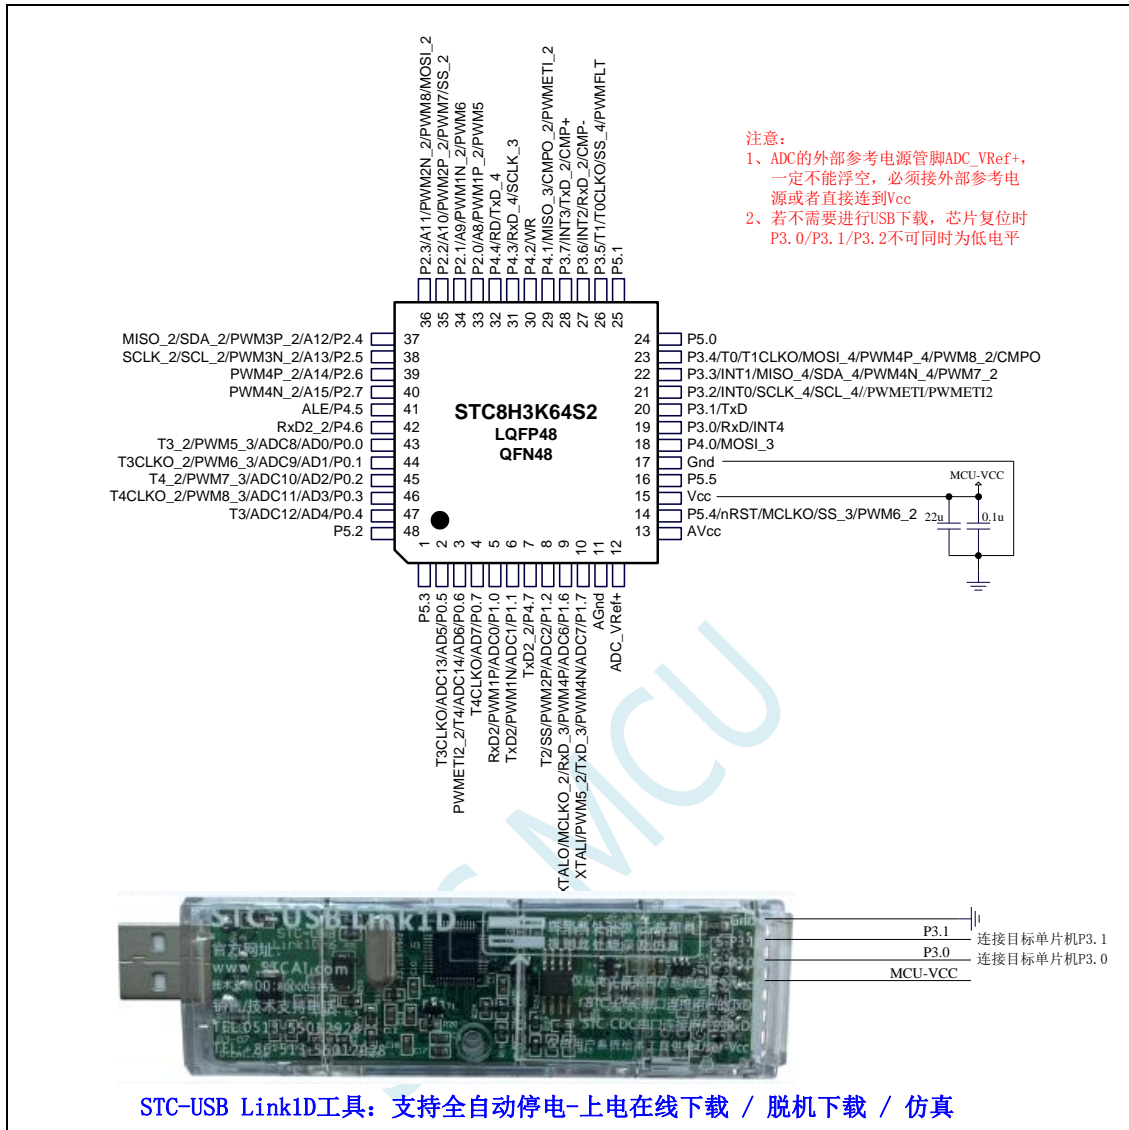 P2.3/A11/PWM2N_2/PWM8/MOSI_2
P2.2/A10/PWM2P_2/PWM7/SS_2
P2.1/A9/PWM1N_2/PWM6
P2.0/A8/PWM1P_2/PWM5
P4.4/RD/TxD_4
P4.3/RxD_4/SCLK_3
P4.2/WR
P4.1/MISO_3/CMPO_2/PWMETI_2
P3.7/INT3/TxD_2/CMP+
P3.6/INT2/RxD_2/CMP-
P3.5/T1/T0CLKO/SS_4/PWMFLT
P5.1
注意:
1、ADC的外部参考电源管脚ADC_VRef+,
一定不能浮空, 必须接外部参考电
源或者直接连到Vcc
2、若不需要进行USB下载, 芯片复位时
P3.0/P3.1/P3.2不可同时为低电平
36 35 34 33 32 31 30 29 28 27 26 25
MISO_2/SDA_2/PWM3P_2/A12/P2.4 37
SCLK_2/SCL_2/PWM3N_2/A13/P2.5 38
PWM4P_2/A14/P2.6 39
PWM4N_2/A15/P2.7 40
ALE/P4.5 41
RxD2_2/P4.6 42
T3_2/PWM5_3/ADC8/AD0/P0.0 43
T3CLKO_2/PWM6_3/ADC9/AD1/P0.1 44
T4_2/PWM7_3/ADC10/AD2/P0.2 45
T4CLKO_2/PWM8_3/ADC11/AD3/P0.3 46
T3/ADC12/AD4/P0.4 47
P5.2 48
STC8H3K64S2
LQFP48
QFN48
24 P5.0
23 P3.4/T0/T1CLKO/MOSI_4/PWM4P_4/PWM8_2/CMPO
22 P3.3/INT1/MISO_4/SDA_4/PWM4N_4/PWM7_2
21 P3.2/INT0/SCLK_4/SCL_4//PWMETI/PWMETI2
20 P3.1/TxD
19 P3.0/RxD/INT4
18 P4.0/MOSI_3
17 Gnd
16 P5.5
15 Vcc
14 P5.4/nRST/MCLKO/SS_3/PWM6_2
13 AVcc
MCU-VCC
22u
0.1u
1 2 3 4 5 6 7 8 9 10 11 12
P5.3
T3CLKO/ADC13/AD5/P0.5
PWMETI2_2/T4/ADC14/AD6/P0.6
T4CLKO/AD7/P0.7
RxD2/PWM1P/ADC0/P1.0
TxD2/PWM1N/ADC1/P1.1
TxD2_2/P4.7
T2/SS/PWM2P/ADC2/P1.2
XTALO/MCLKO_2/RxD_3/PWM4P/ADC6/P1.6
XTALI/PWM5_2/TxD_3/PWM4N/ADC7/P1.7
AGnd
ADC_VRef+
MCU
STC-USB Link1D
官方网址:
TEL:0513-55012928
Gnd
P3.1
P3.0
MCU-VCC
连接目标单片机P3.1
连接目标单片机P3.0
STC-USB Link1D工具: 支持全自动停电-上电在线下载 / 脱机下载 / 仿真